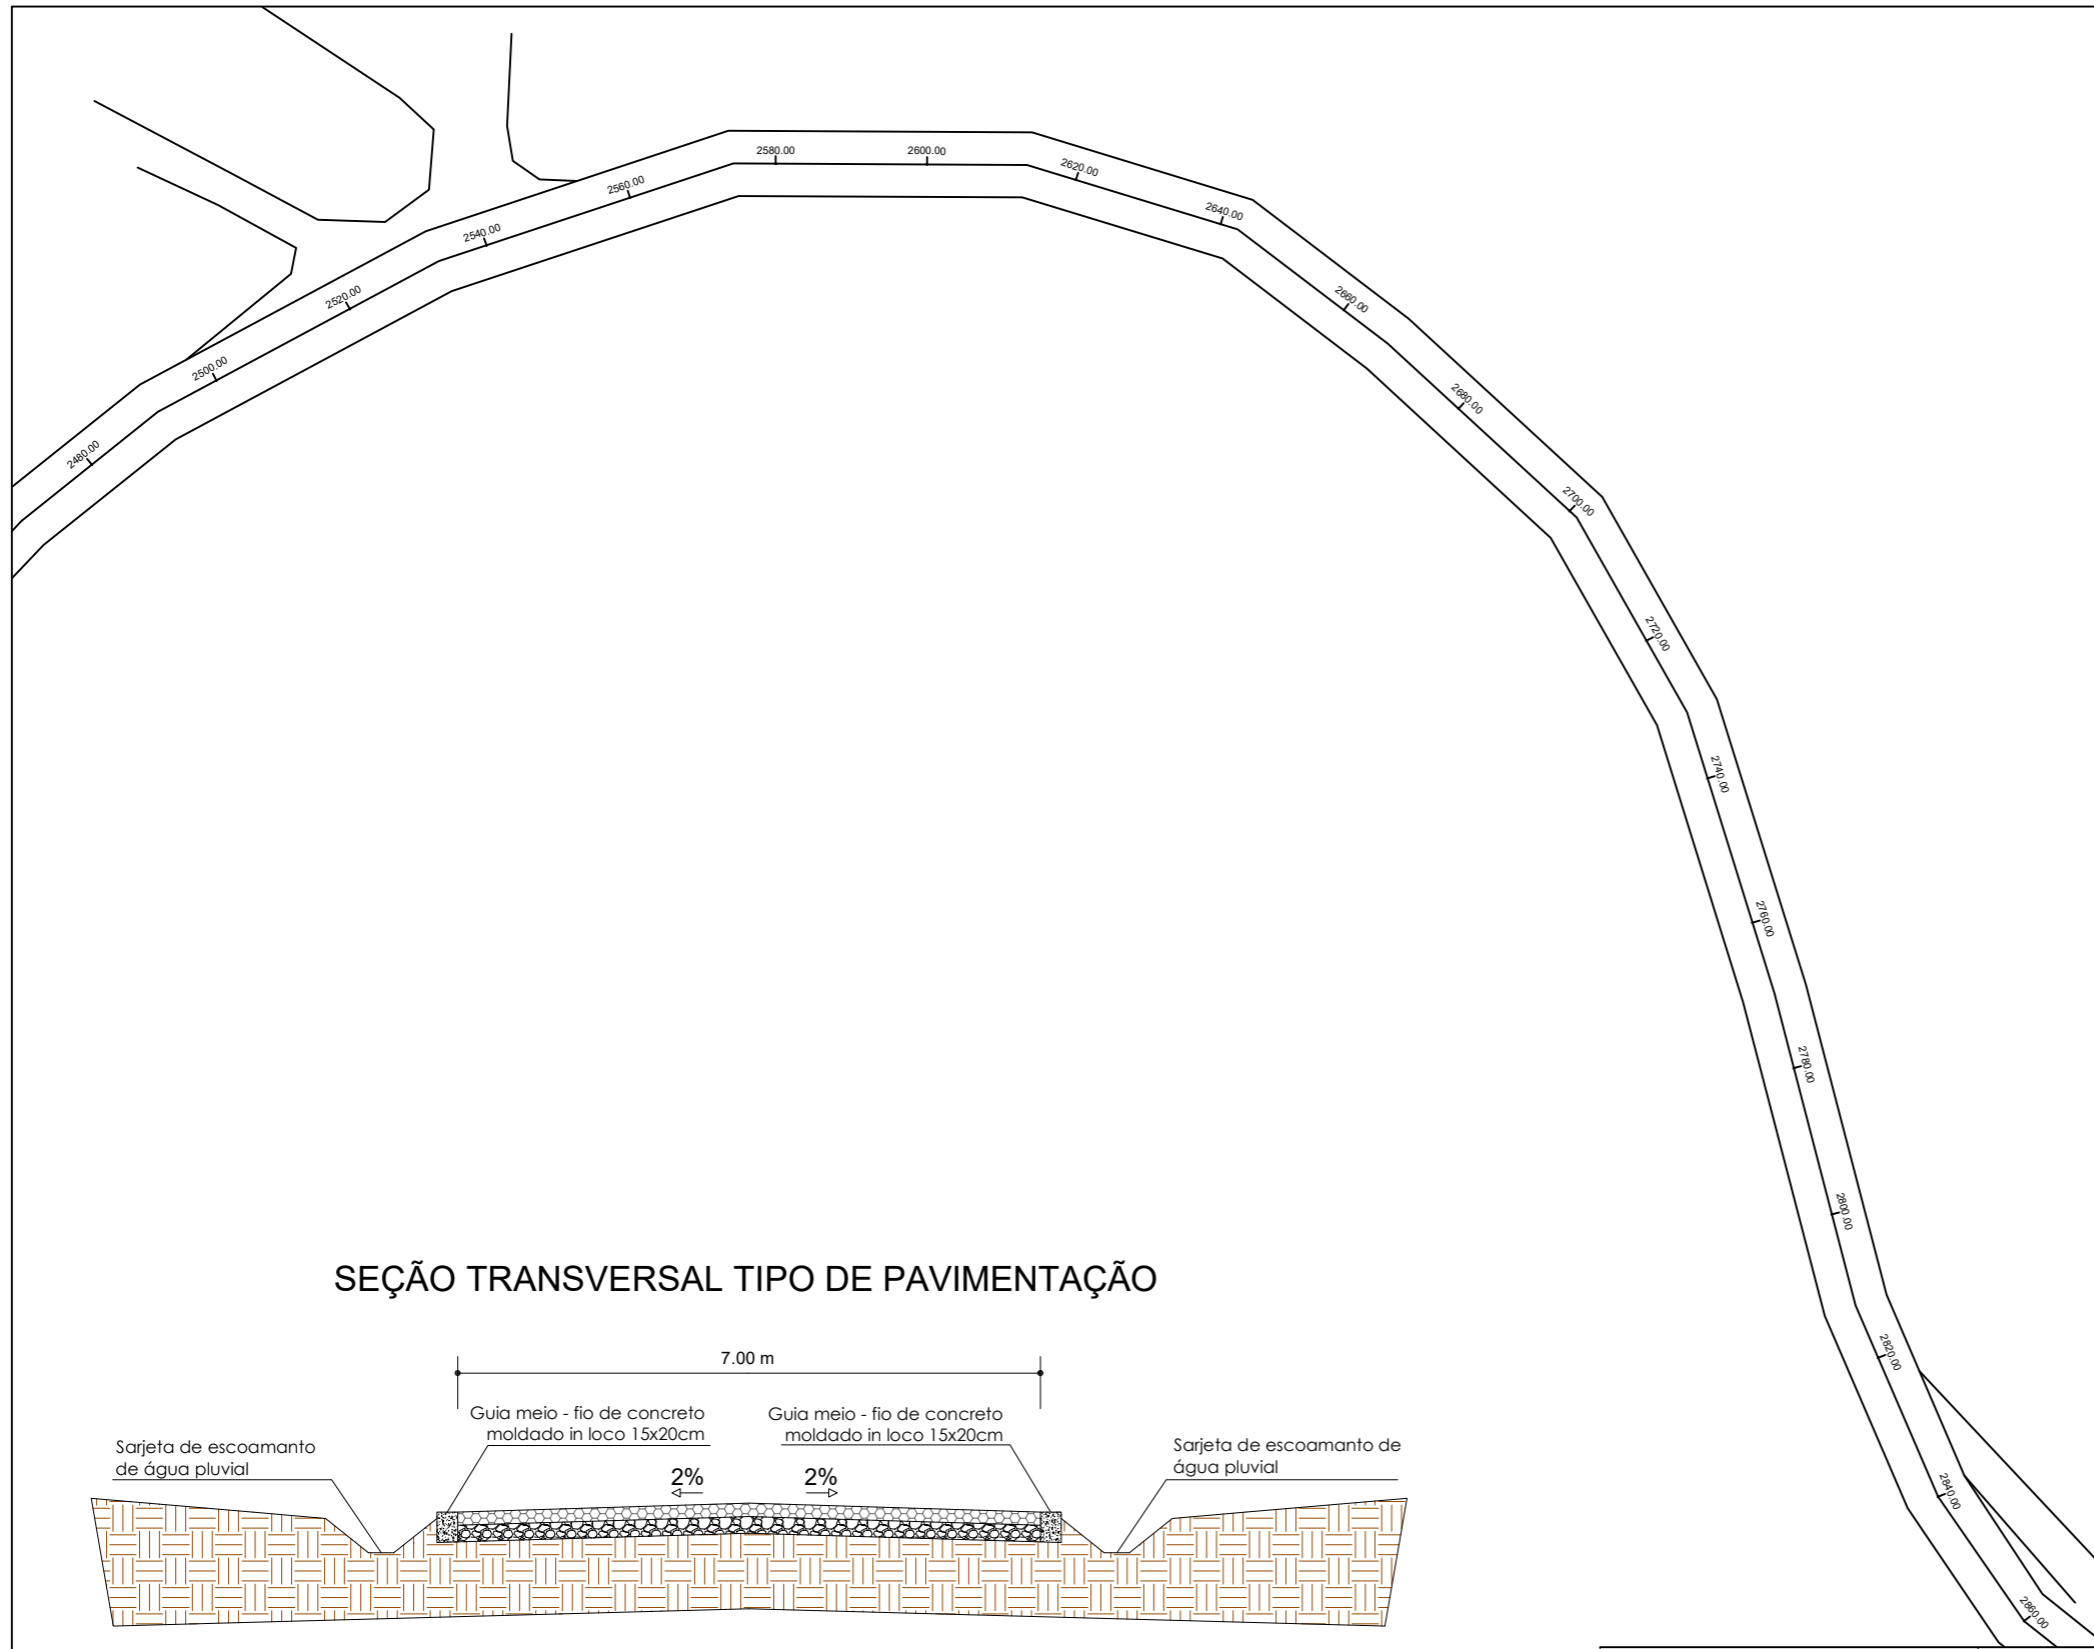 2480.00
2500.00
2520.00
2540.00
2560.00
2580.00
2600.00
2620.00
2640.00
2660.00
2680.00
2700.00
2720.00
2740.00
2760.00
2780.00
2800.00
2820.00
2840.00
2860.00
SEÇÃO TRANSVERSAL TIPO DE PAVIMENTAÇÃO
7.00 m
Guia meio - fio de concreto
moldado in loco 15x20cm
Guia meio - fio de concreto
moldado in loco 15x20cm
Sarjeta de escoamanto
de água pluvial
Sarjeta de escoamanto de
água pluvial
2%
2%